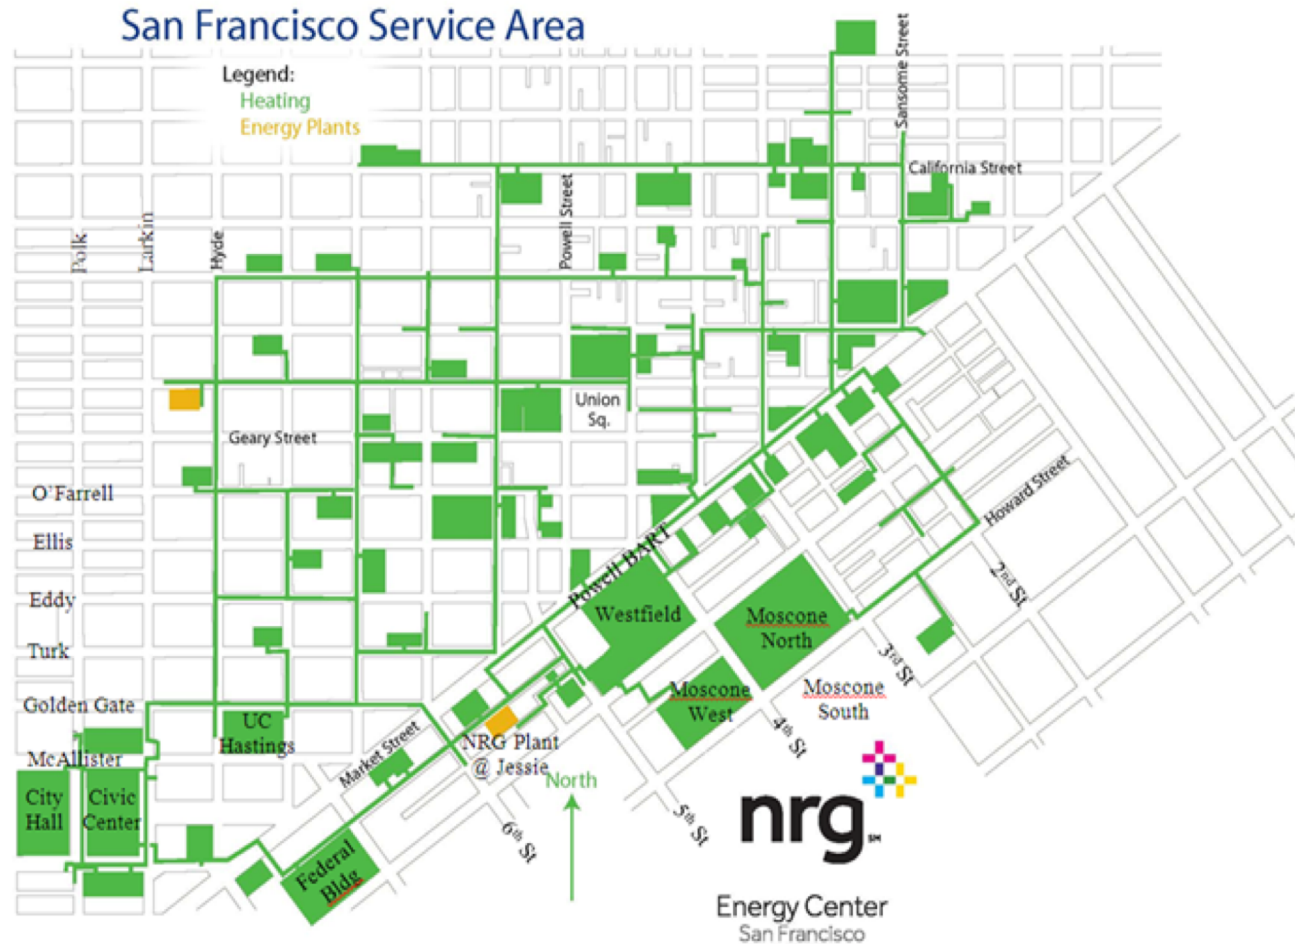 San Francisco Service Area
Legend:
Heating
Energy Plants
Sansome Street
California Street
Powell Street
Polk
Larkin
Hyde
Union
Sq.
Geary Street
O'Farrell
Ellis
Eddy
Turk
Golden Gate
McAllister
Howard Street
2nd St
3rd St
4th St
5th St
6th St
Powell BART
Westfield
Moscone
North
Moscone
West
Moscone
South
UC
Hastings
Market Street
NRG Plant
@ Jessie
North
City
Hall
Civic
Center
Federal
Bldg
nrg
SM
Energy Center
San Francisco